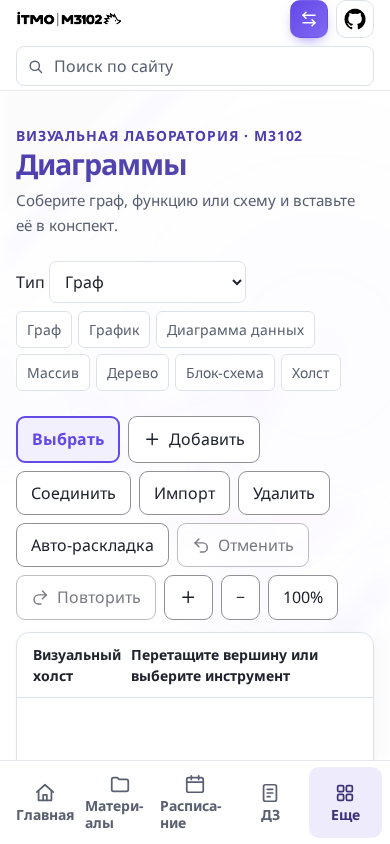 iTMO | M3102
Поиск по сайту
ВИЗУАЛЬНАЯ ЛАБОРАТОРИЯ · M3102
Диаграммы
Соберите граф, функцию или схему и вставьте
её в конспект.
Тип Граф
Граф График Диаграмма данных
Массив Дерево Блок-схема Холст
Выбрать + Добавить
Соединить Импорт Удалить
Авто-раскладка Отменить
Повторить + − 100%
Визуальный холст
Перетащите вершину или
выберите инструмент
Главная Матери-
алы Расписа-
ние ДЗ Еще